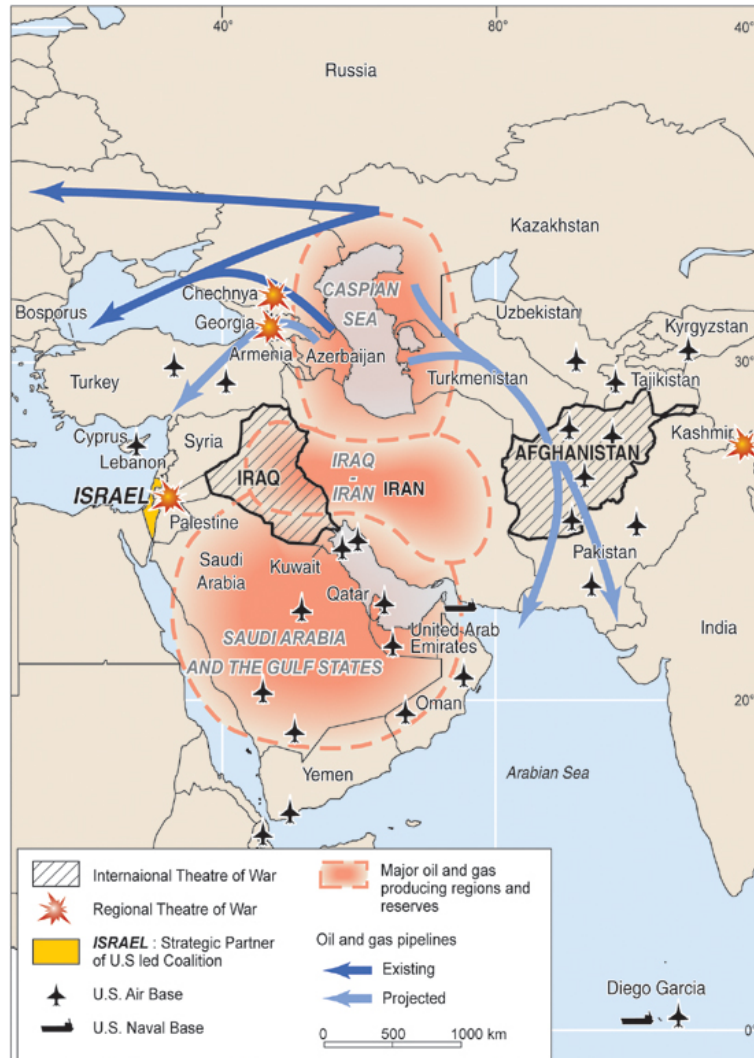 40°
80°
40°
Russia
Kazakhstan
CASPIAN
SEA
Chechnya
Georgia
Bosporus
Armenia
Azerbaijan
Uzbekistan
Kyrgyzstan
30°
Turkey
Turkmenistan
Tajikistan
Cyprus
Syria
Lebanon
Kashmir
AFGHANISTAN
IRAQ
IRAQ
-
IRAN
IRAN
ISRAEL
Palestine
Pakistan
Saudi
Arabia
Kuwait
Qatar
India
United Arab
Emirates
SAUDI ARABIA
AND THE GULF STATES
Oman
20°
Yemen
Arabian Sea
Internaional Theatre of War
Regional Theatre of War
ISRAEL : Strategic Partner
of U.S led Coalition
U.S. Air Base
U.S. Naval Base
Major oil and gas
producing regions and
reserves
Oil and gas pipelines
Existing
Projected
0 500 1000 km
Diego Garcia
0°